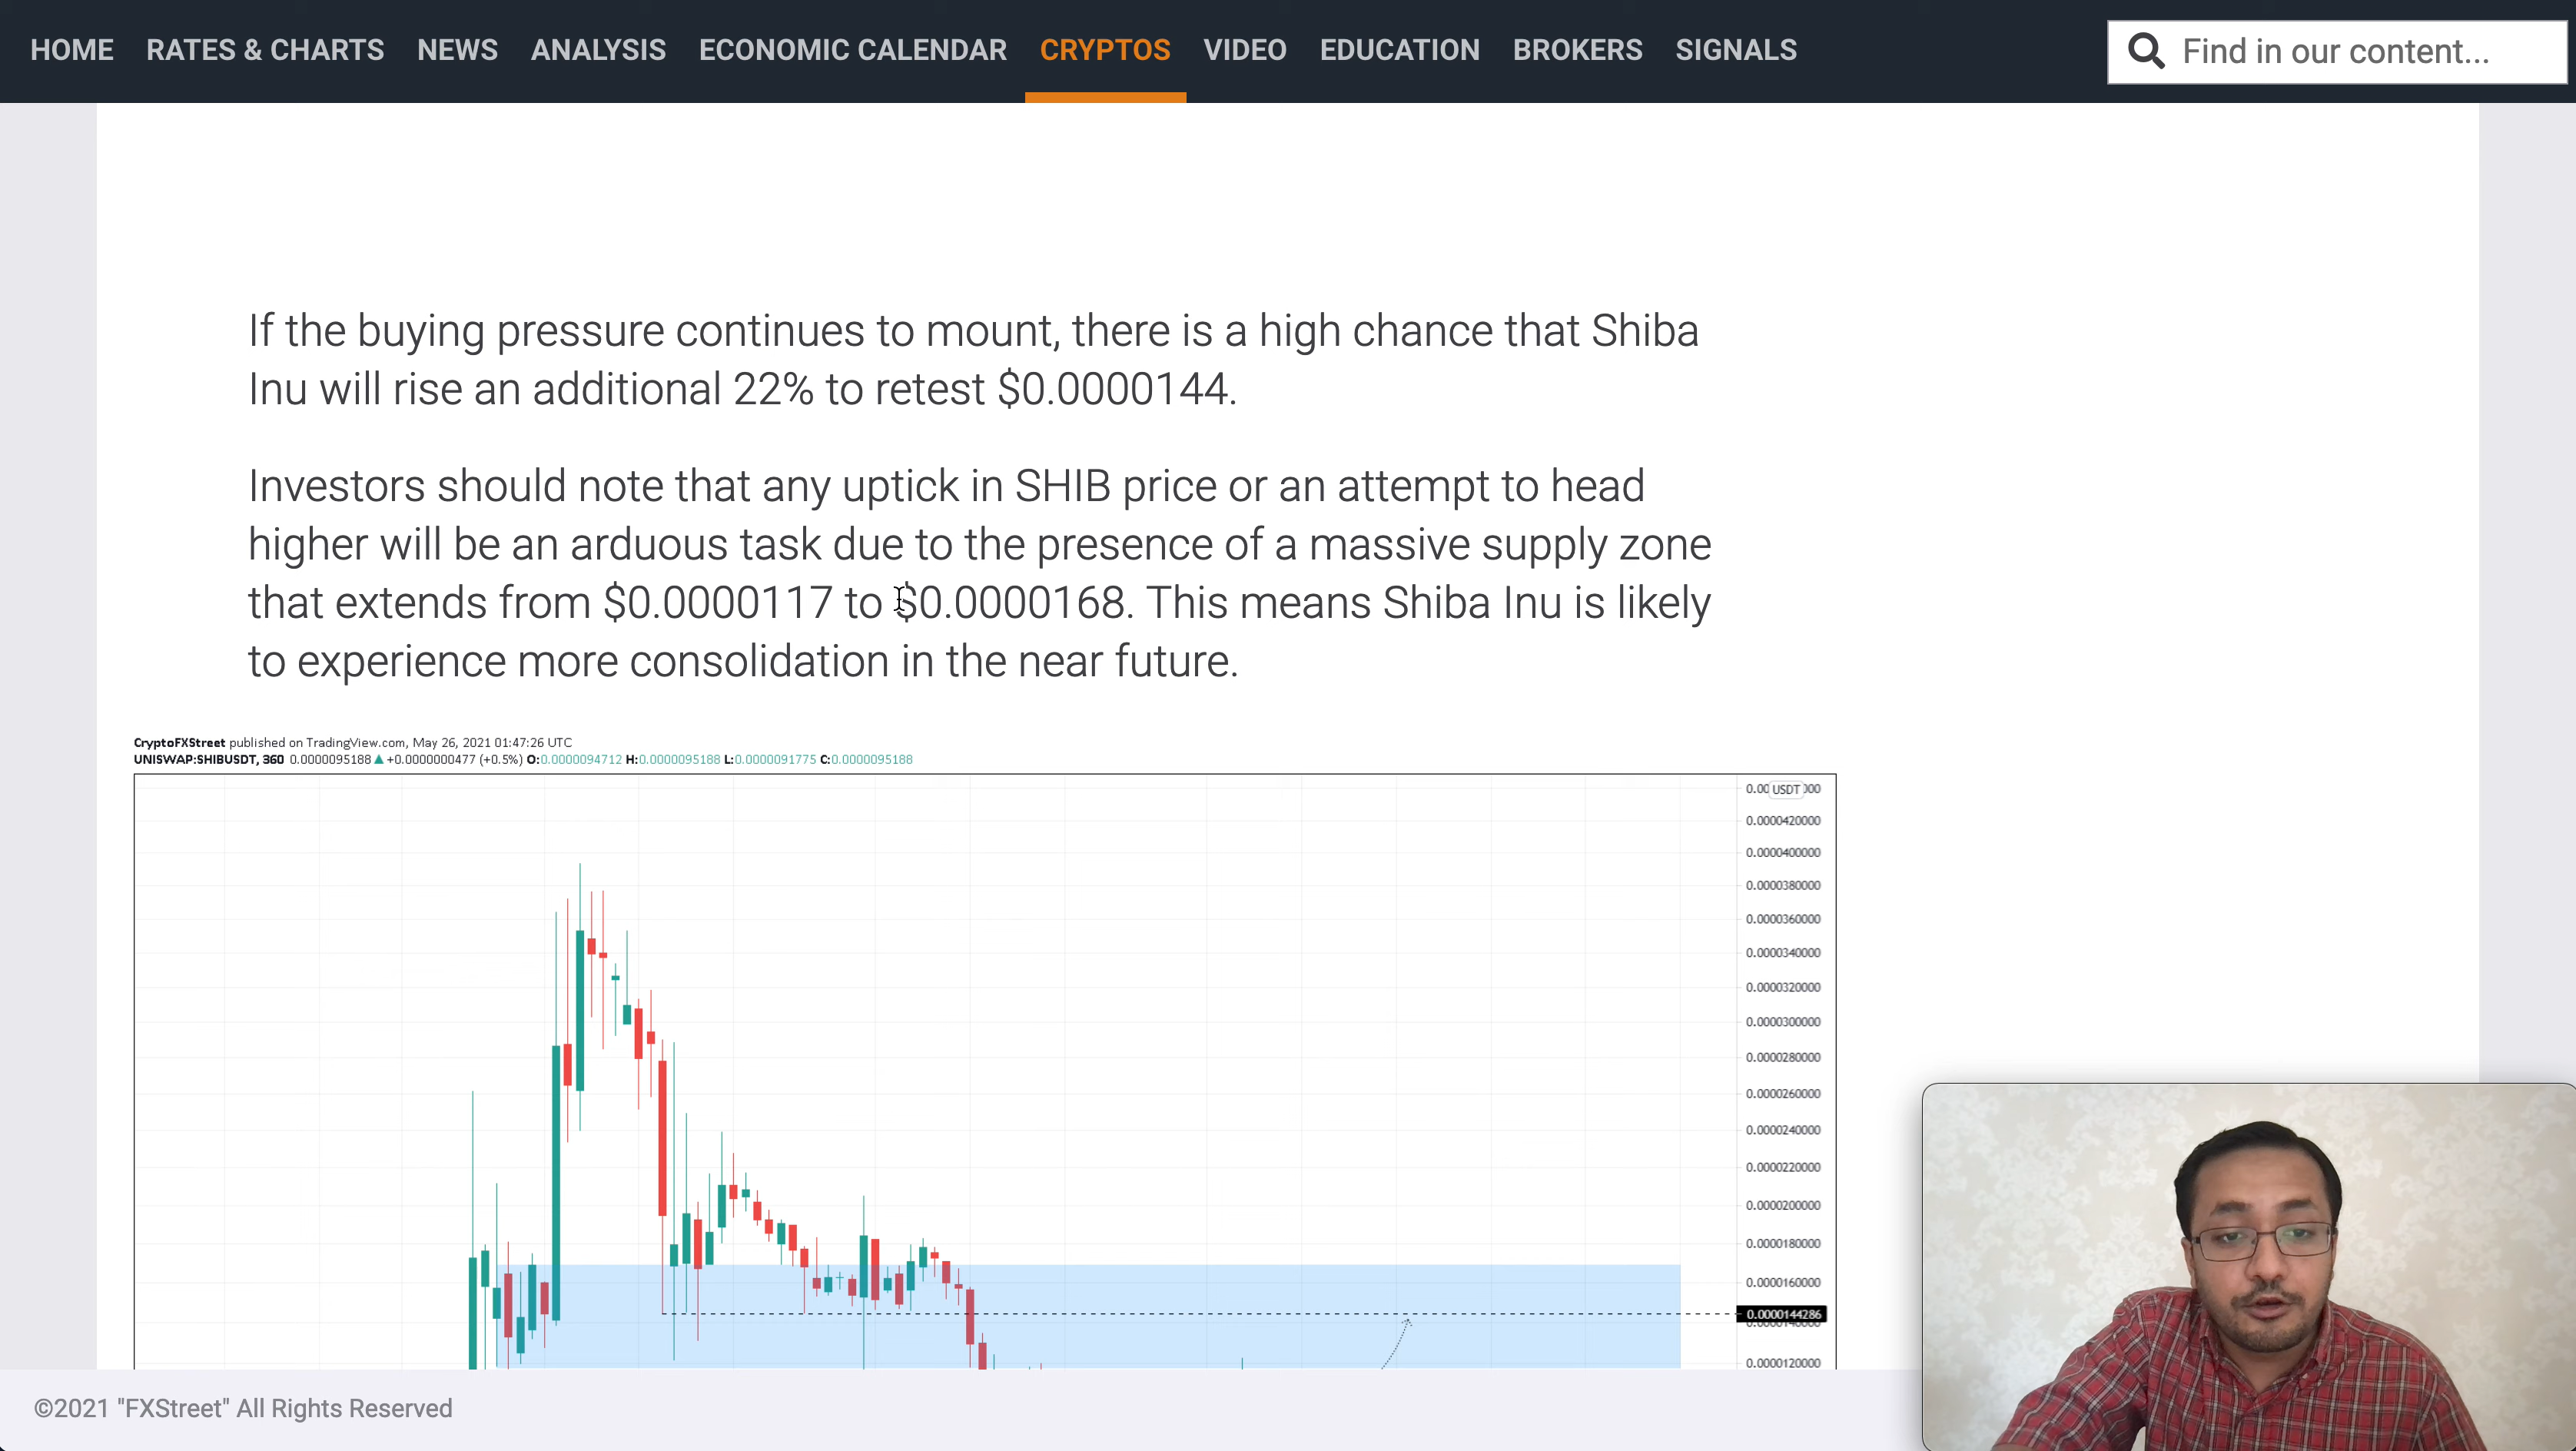 HOME RATES & CHARTS NEWS ANALYSIS ECONOMIC CALENDAR CRYPTOS VIDEO EDUCATION BROKERS SIGNALS Find in our content...
If the buying pressure continues to mount, there is a high chance that Shiba
Inu will rise an additional 22% to retest $0.0000144.
Investors should note that any uptick in SHIB price or an attempt to head
higher will be an arduous task due to the presence of a massive supply zone
that extends from $0.0000117 to $0.0000168. This means Shiba Inu is likely
to experience more consolidation in the near future.
CryptoFXStreet published on TradingView.com, May 26, 2021 01:47:26 UTC
UNISWAP:SHIBUSDT, 360 0.0000095188 ▲ +0.0000000477 (+0.5%) O:0.0000094712 H:0.0000095188 L:0.0000091775 C:0.0000095188
USDT
0.0000420000
0.0000400000
0.0000380000
0.0000360000
0.0000340000
0.0000320000
0.0000300000
0.0000280000
0.0000260000
0.0000240000
0.0000220000
0.0000200000
0.0000180000
0.0000160000
0.0000144286
0.0000120000
©2021 "FXStreet" All Rights Reserved